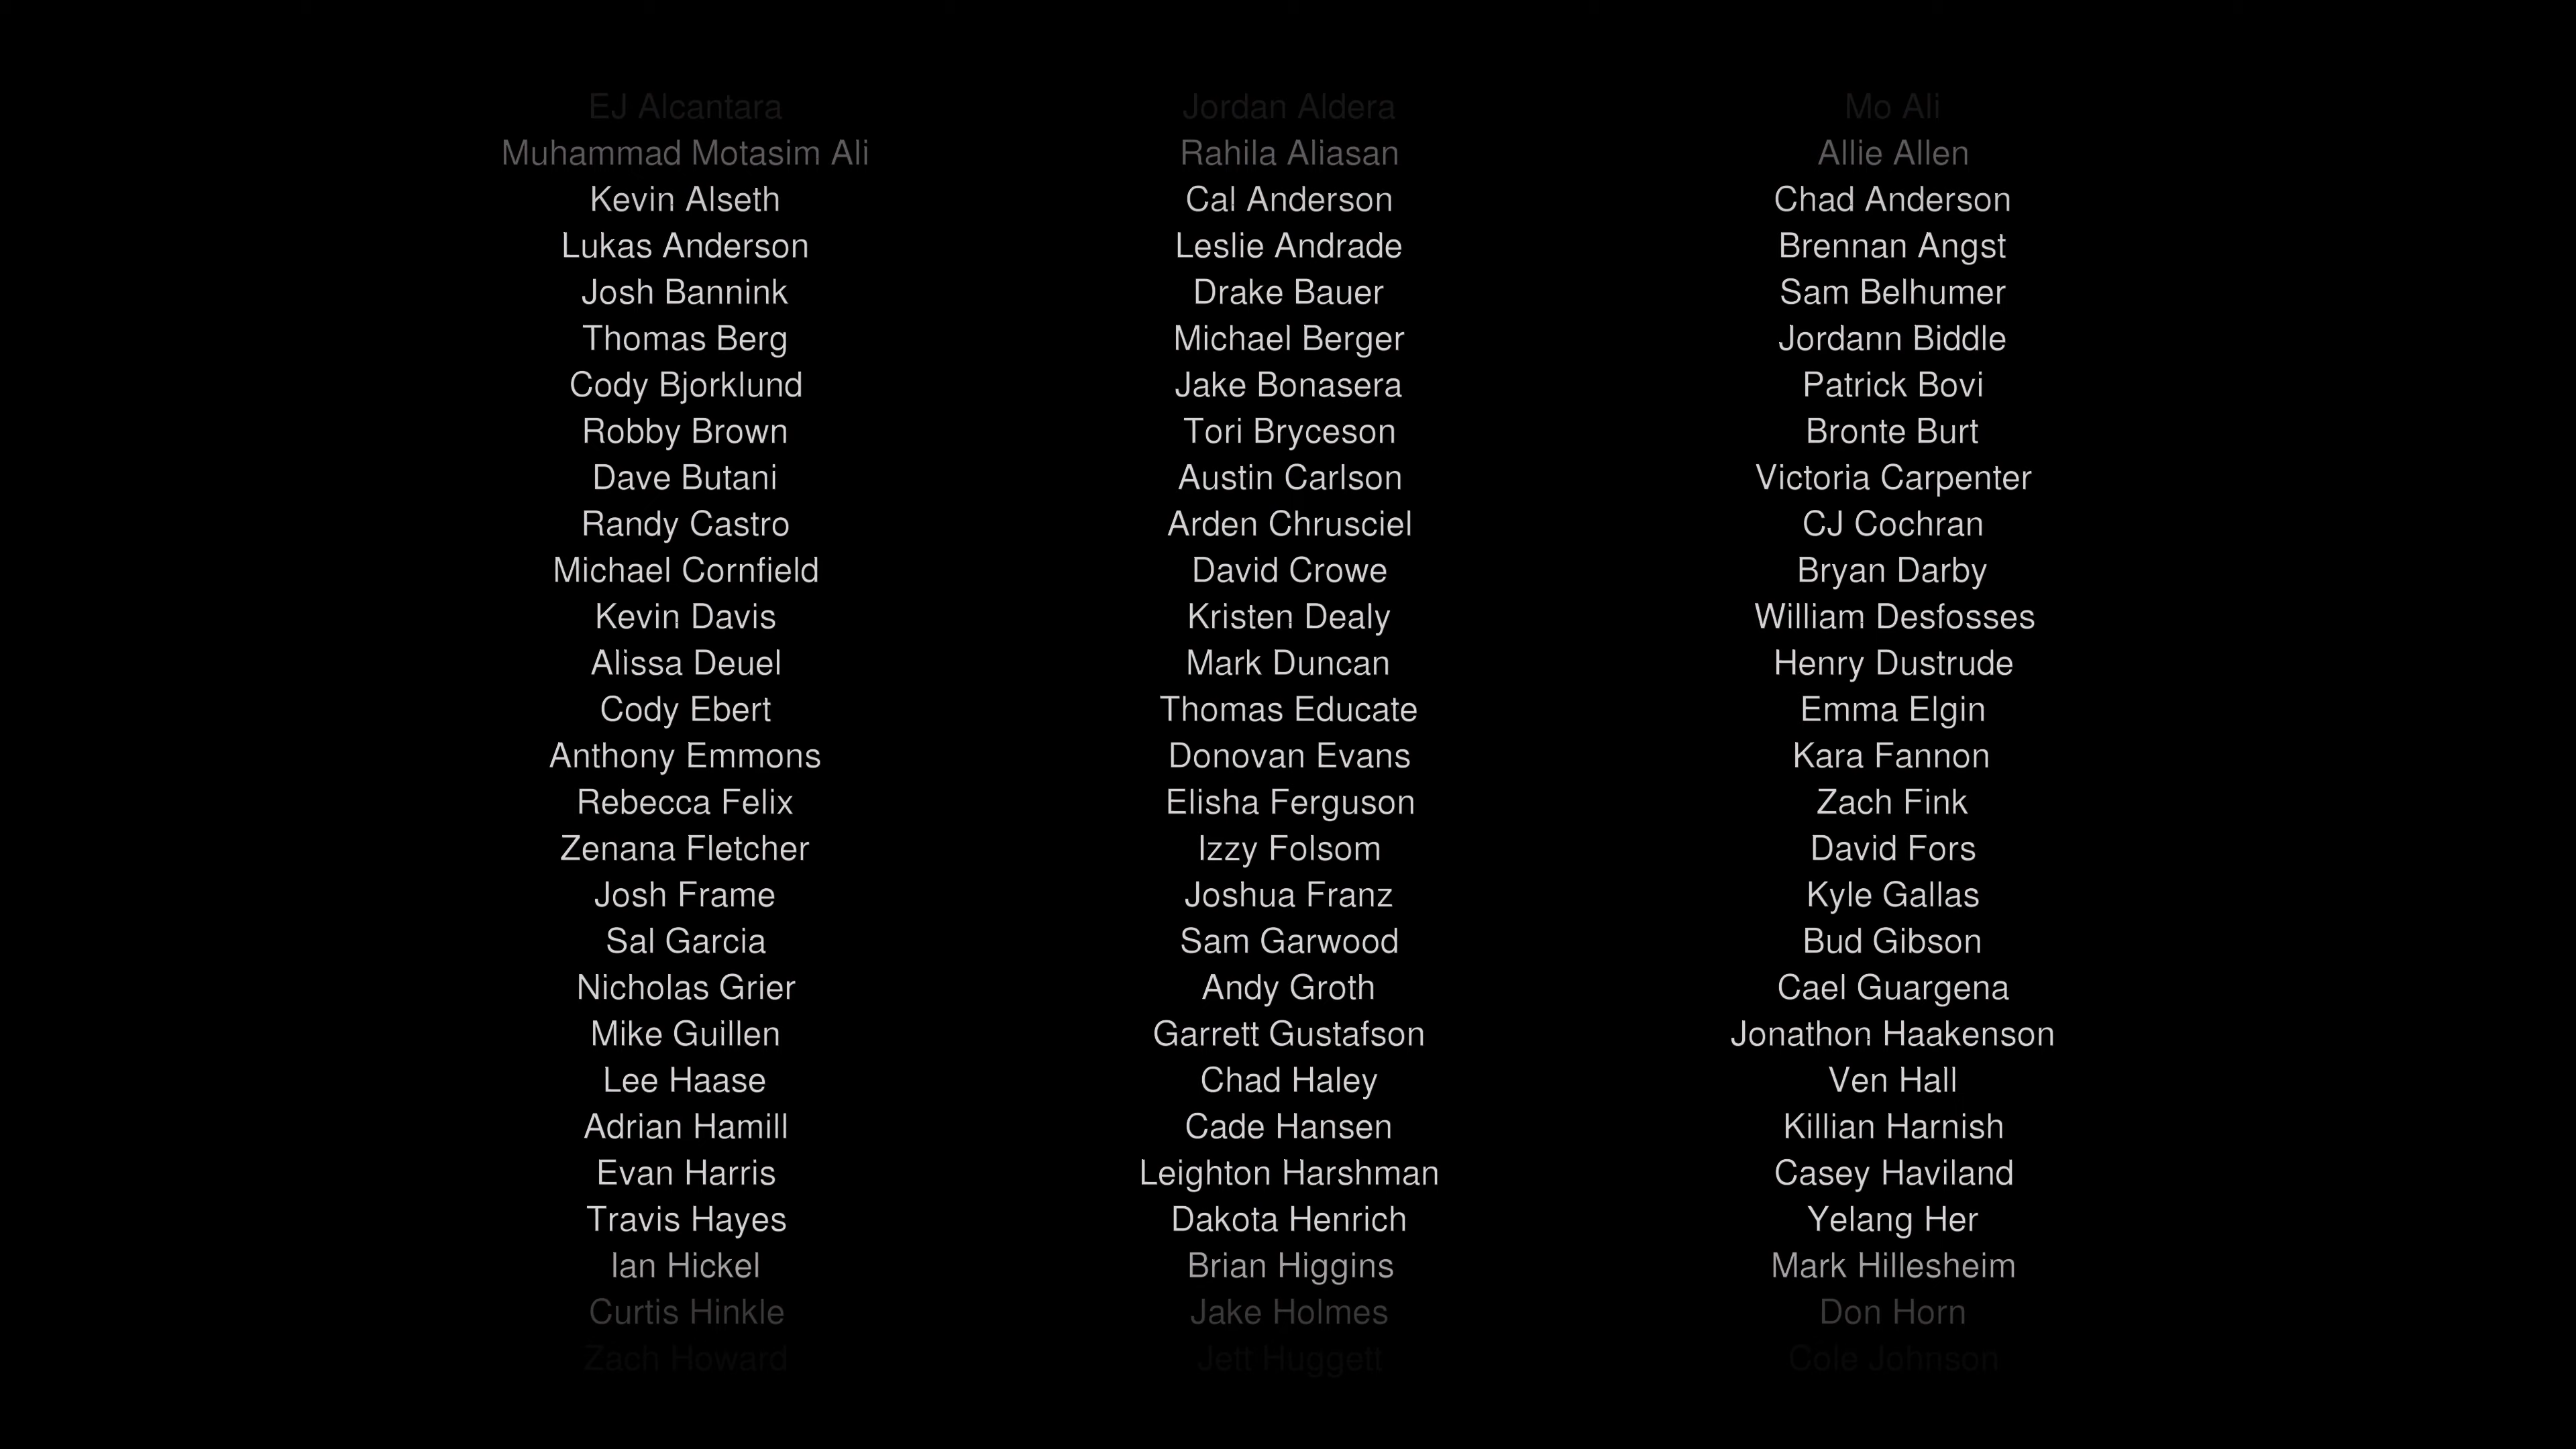 EJ Alcantara Jordan Aldera Mo Ali
Muhammad Motasim Ali Rahila Aliasan Allie Allen
Kevin Alseth Cal Anderson Chad Anderson
Lukas Anderson Leslie Andrade Brennan Angst
Josh Bannink Drake Bauer Sam Belhumer
Thomas Berg Michael Berger Jordann Biddle
Cody Bjorklund Jake Bonasera Patrick Bovi
Robby Brown Tori Bryceson Bronte Burt
Dave Butani Austin Carlson Victoria Carpenter
Randy Castro Arden Chrusciel CJ Cochran
Michael Cornfield David Crowe Bryan Darby
Kevin Davis Kristen Dealy William Desfosses
Alissa Deuel Mark Duncan Henry Dustrude
Cody Ebert Thomas Educate Emma Elgin
Anthony Emmons Donovan Evans Kara Fannon
Rebecca Felix Elisha Ferguson Zach Fink
Zenana Fletcher Izzy Folsom David Fors
Josh Frame Joshua Franz Kyle Gallas
Sal Garcia Sam Garwood Bud Gibson
Nicholas Grier Andy Groth Cael Guargena
Mike Guillen Garrett Gustafson Jonathon Haakenson
Lee Haase Chad Haley Ven Hall
Adrian Hamill Cade Hansen Killian Harnish
Evan Harris Leighton Harshman Casey Haviland
Travis Hayes Dakota Henrich Yelang Her
Ian Hickel Brian Higgins Mark Hillesheim
Curtis Hinkle Jake Holmes Don Horn
Zach Howard Jett Huggett Cole Johnson